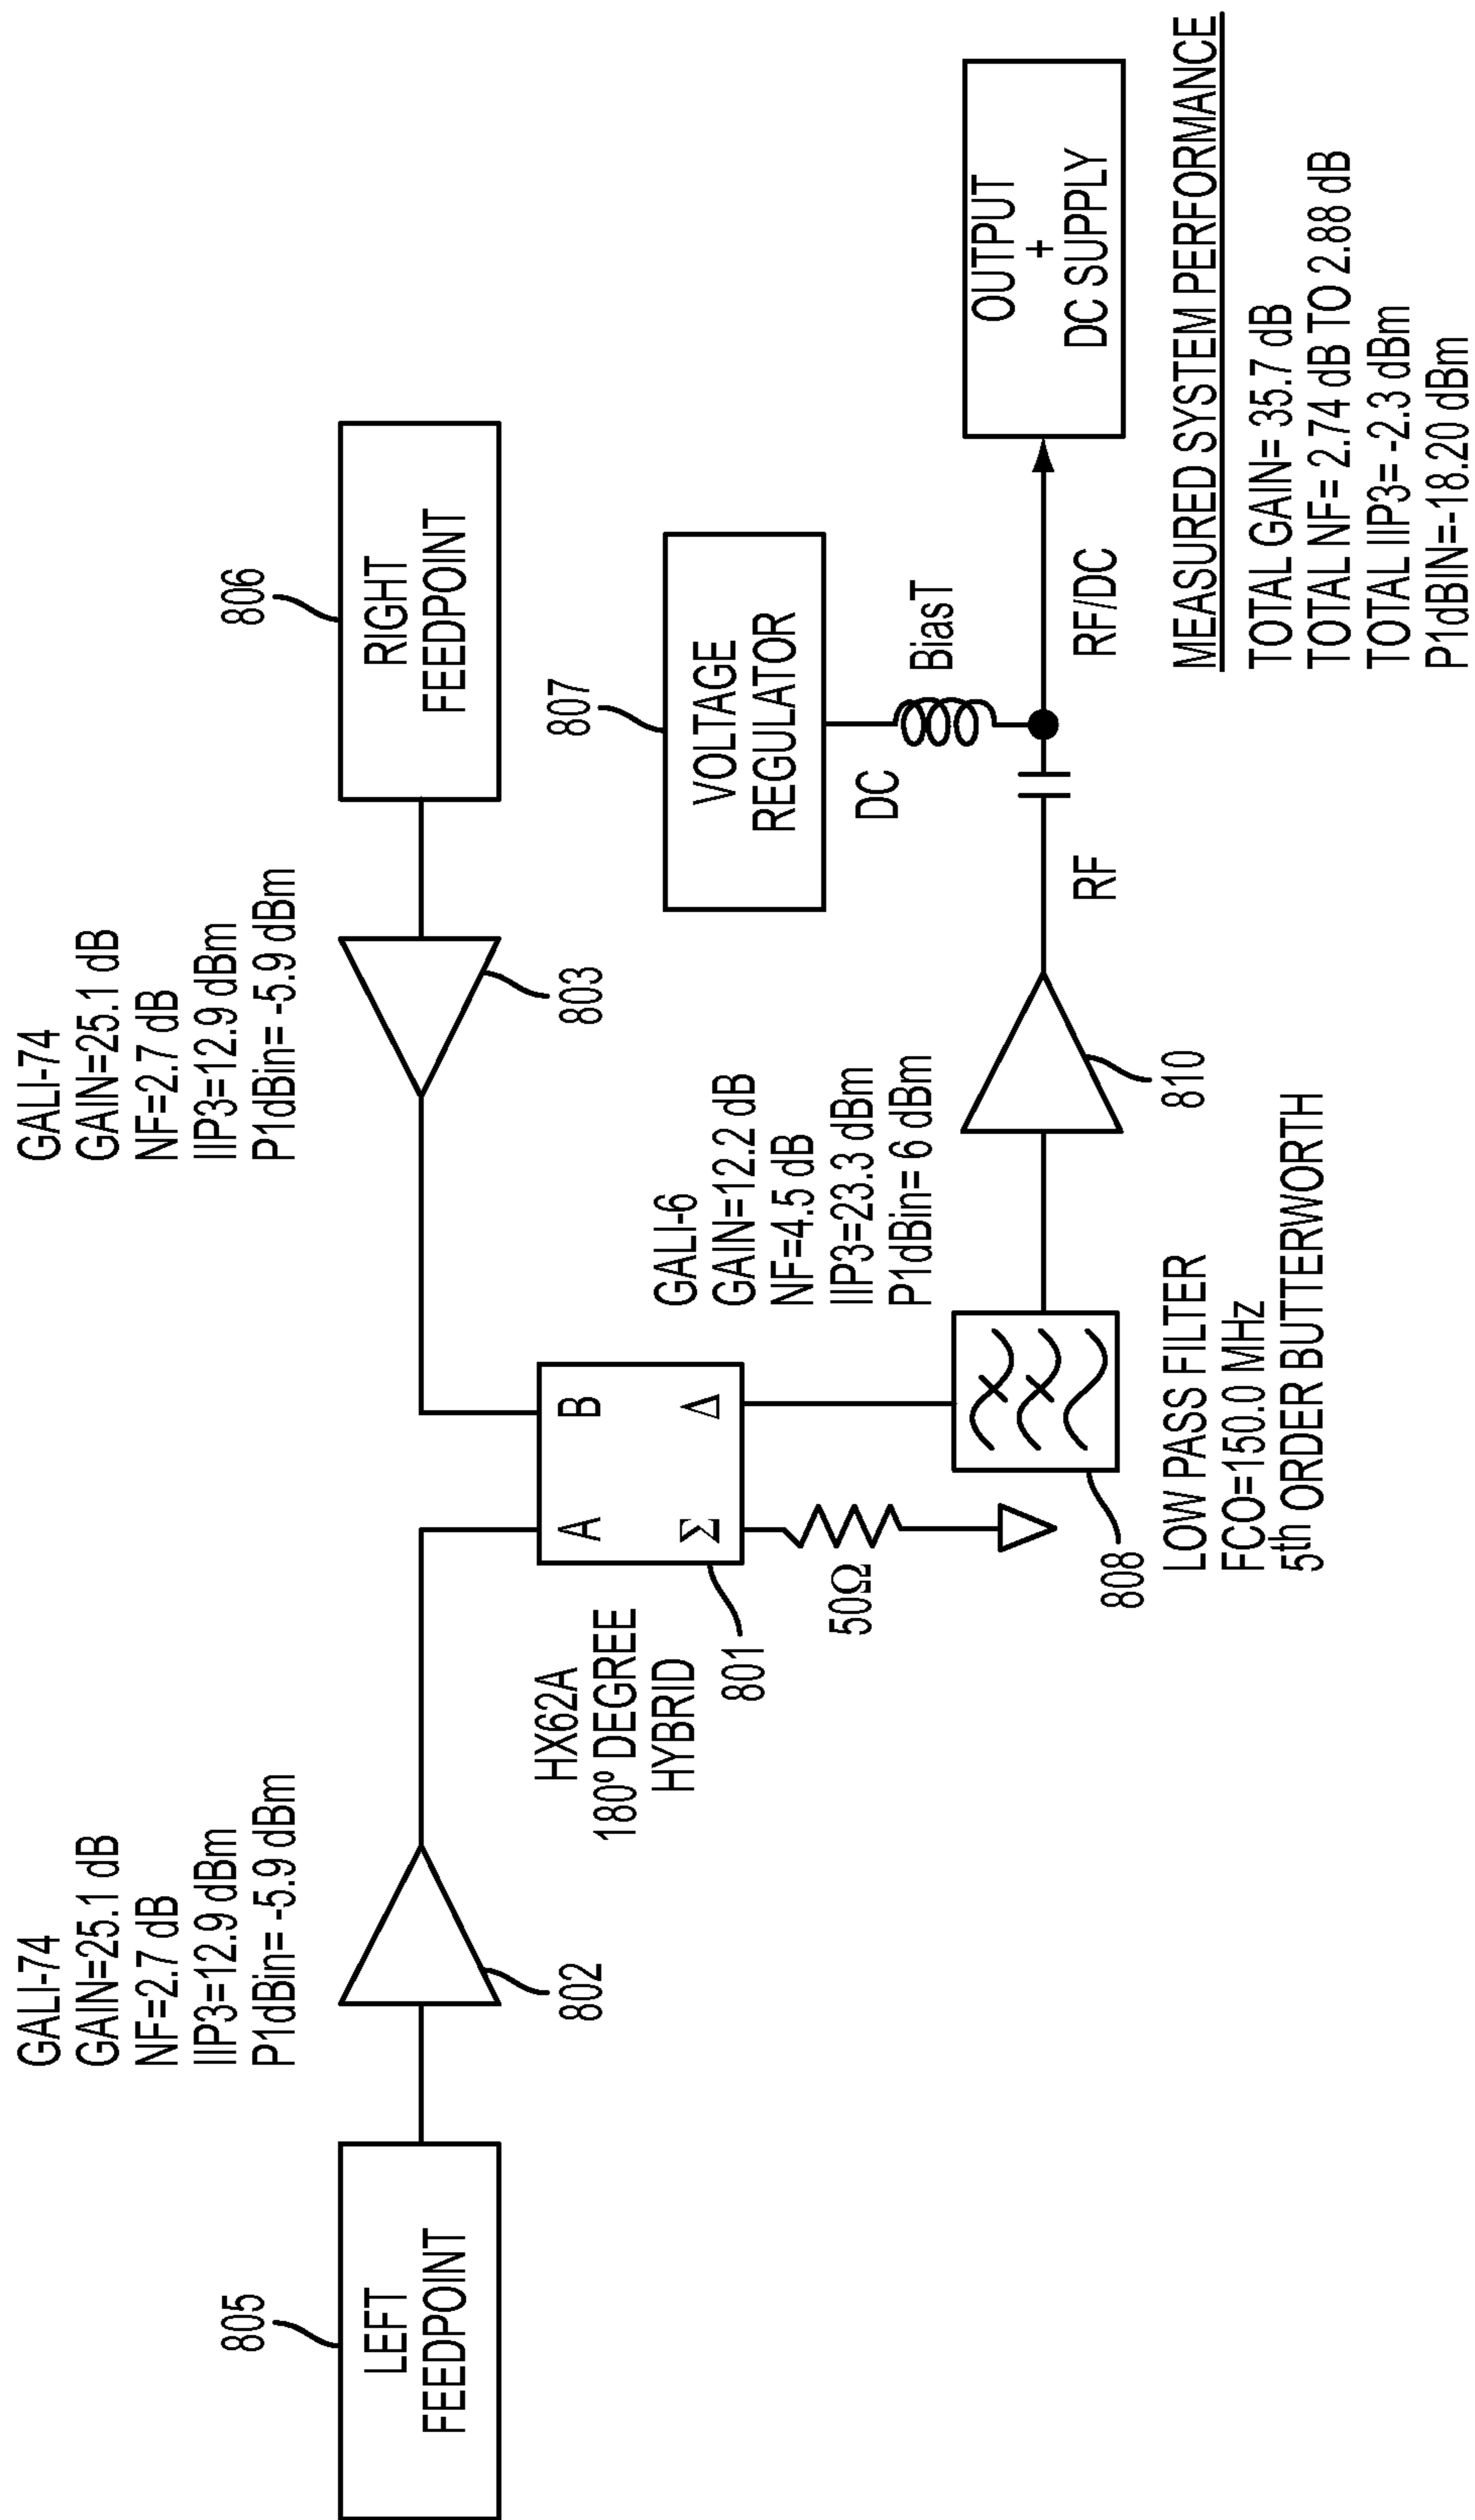 GALI-74
GAIN=25.1 dB
NF=2.7 dB
IIP3=12.9 dBm
P1dBin=-5.9 dBm
GALI-74
GAIN=25.1 dB
NF=2.7 dB
IIP3=12.9 dBm
P1dBin=-5.9 dBm
805
LEFT
FEEDPOINT
802
806
RIGHT
FEEDPOINT
803
HX62A
180º DEGREE
HYBRID
801
A
B
Σ
Δ
50Ω
GALI-6
GAIN=12.2 dB
NF=4.5 dB
IIP3=23.3 dBm
P1dBin=6 dBm
807
VOLTAGE
REGULATOR
DC
BiasT
808
LOW PASS FILTER
FCO=150.0 MHz
5th ORDER BUTTERWORTH
810
RF
RF/DC
OUTPUT
+
DC SUPPLY
MEASURED SYSTEM PERFORMANCE
TOTAL GAIN= 35.7 dB
TOTAL NF= 2.74 dB TO 2.88 dB
TOTAL IIP3=-2.3 dBm
P1dBIN=-18.20 dBm